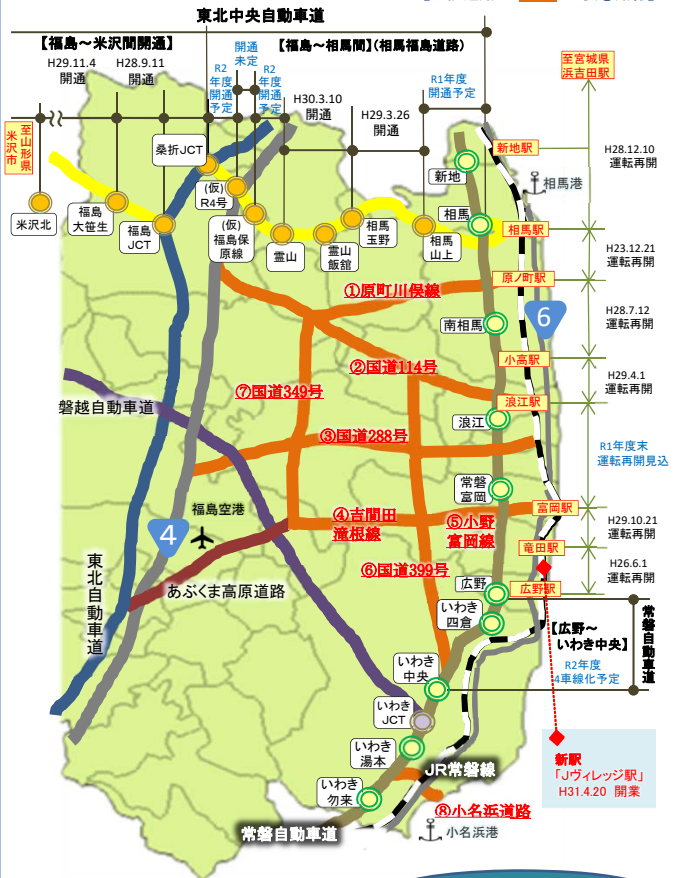 東北中央自動車道
【福島～米沢間開通】
【福島～相馬間】(相馬福島道路)
開通
未定
H29.11.4
開通
H28.9.11
開通
R2
年度
開通
予定
R2
年度
開通
予定
H30.3.10
開通
H29.3.26
開通
R1年度
開通予定
至宮城県
浜吉田駅
至山形県
米沢市
桑折JCT
新地駅
H28.12.10
運転再開
新地
相馬港
(仮)
R4号
米沢北
福島
大笹生
福島
JCT
(仮)
福島保
原線
霊山
霊山
飯舘
相馬
玉野
相馬
山上
相馬
相馬駅
H23.12.21
運転再開
原ノ町駅
①原町川俣線
南相馬
6
H28.7.12
運転再開
小高駅
②国道114号
H29.4.1
運転再開
⑦国道349号
浪江駅
磐越自動車道
浪江
③国道288号
R1年度末
運転再開見込
常磐
富岡
福島空港
④吉間田
滝根線
⑤小野
富岡線
富岡駅
4
H29.10.21
運転再開
竜田駅
⑥国道399号
H26.6.1
運転再開
東北自動車道
あぶくま高原道路
広野
広野駅
いわき
四倉
【広野～
いわき中央】
常磐自動車道
いわき
中央
R2年度
4車線化予定
いわき
JCT
いわき
湯本
新駅
「Jヴィレッジ駅」
H31.4.20 開業
JR常磐線
いわき
勿来
⑧小名浜道路
常磐自動車道
小名浜港